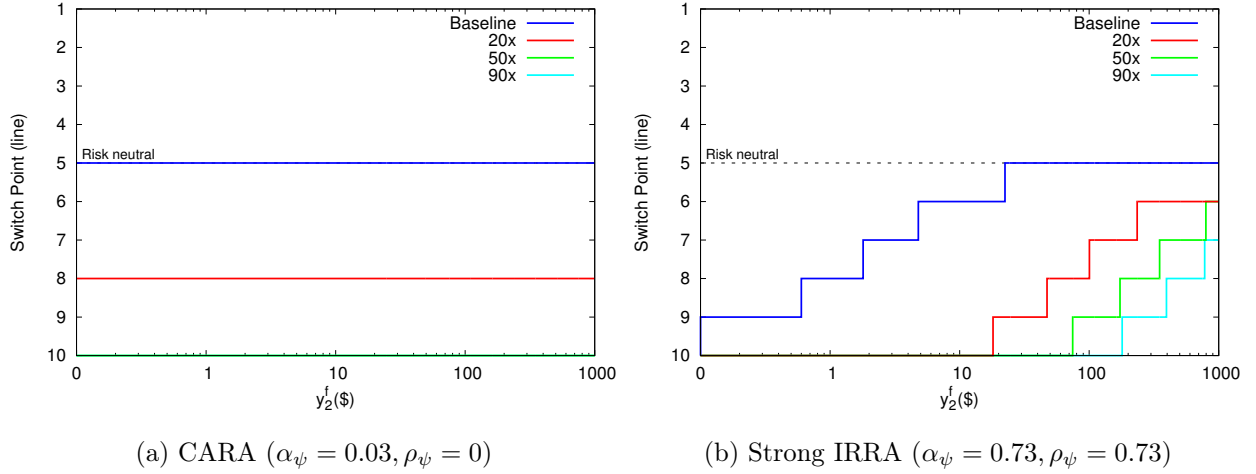 1
2
3
4
5
6
7
8
9
10
0 1 10 100 1000
Switch Point (line)
y₂ᶠ($)
Risk neutral
Baseline
20x
50x
90x
(a) CARA (αψ = 0.03, ρψ = 0)
1
2
3
4
5
6
7
8
9
10
0 1 10 100 1000
Switch Point (line)
y₂ᶠ($)
Risk neutral
Baseline
20x
50x
90x
(b) Strong IRRA (αψ = 0.73, ρψ = 0.73)